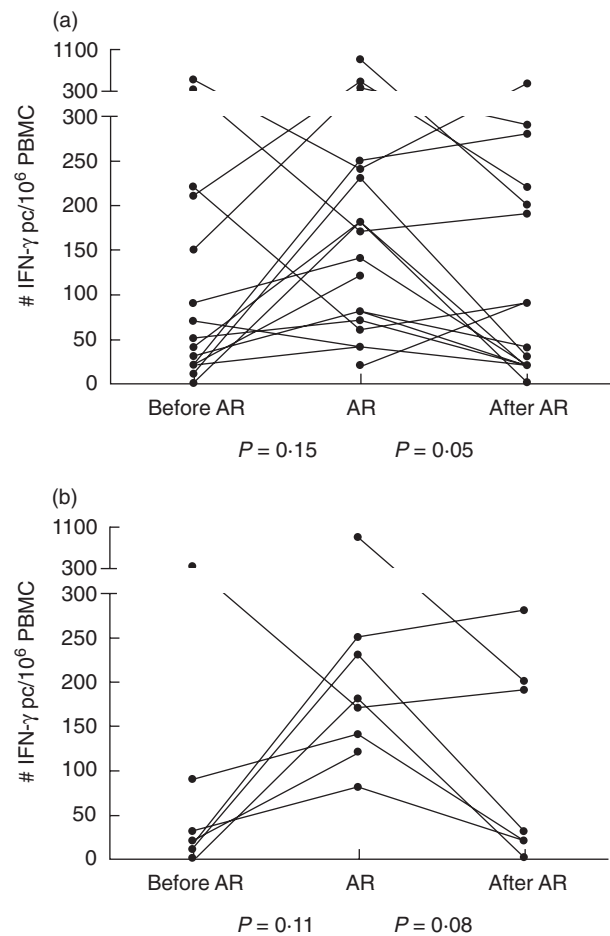 (a)
1100
300
300
250
200
150
100
50
0
# IFN-γ pc/10⁶ PBMC
Before AR AR After AR
P = 0·15 P = 0·05
(b)
1100
300
300
250
200
150
100
50
0
# IFN-γ pc/10⁶ PBMC
Before AR AR After AR
P = 0·11 P = 0·08